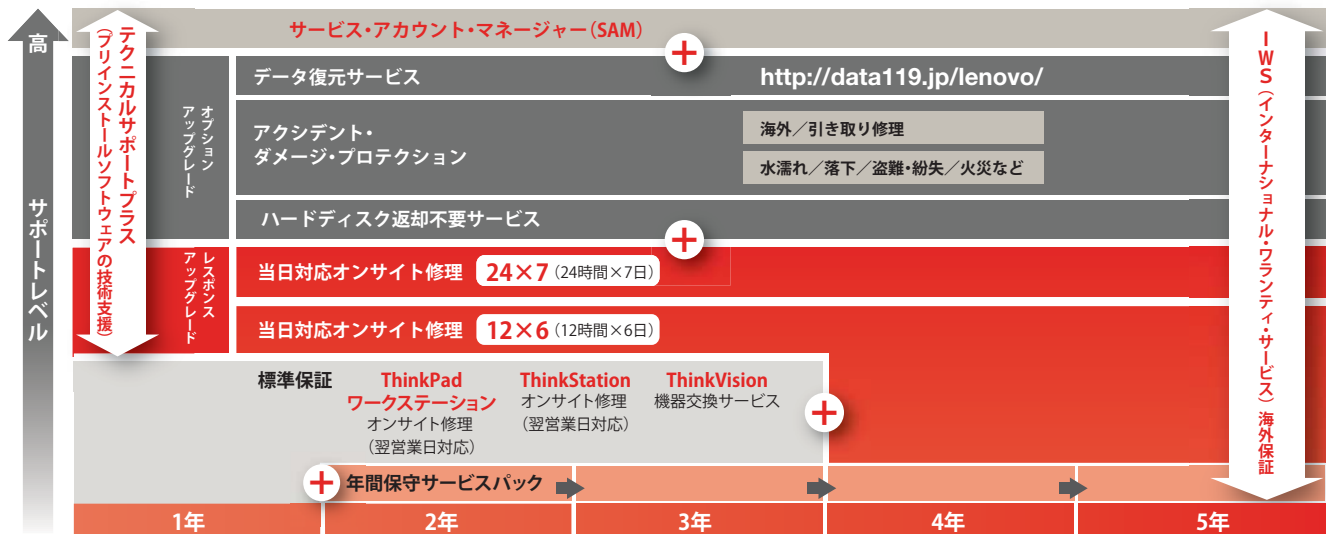 高
サポートレベル
テクニカルサポートプラス
(プリインストールソフトウェアの技術支援)
サービス・アカウント・マネージャー(SAM)
オプション
アップグレード
データ復元サービス
http://data119.jp/lenovo/
アクシデント・
ダメージ・プロテクション
海外／引き取り修理
水濡れ／落下／盗難・紛失／火災など
ハードディスク返却不要サービス
レスポンス
アップグレード
当日対応オンサイト修理 24×7(24時間×7日)
当日対応オンサイト修理 12×6(12時間×6日)
標準保証
ThinkPad
ワークステーション
オンサイト修理
(翌営業日対応)
ThinkStation
オンサイト修理
(翌営業日対応)
ThinkVision
機器交換サービス
年間保守サービスパック
1年
2年
3年
4年
5年
IWS(インターナショナル・ワランティ・サービス)海外保証